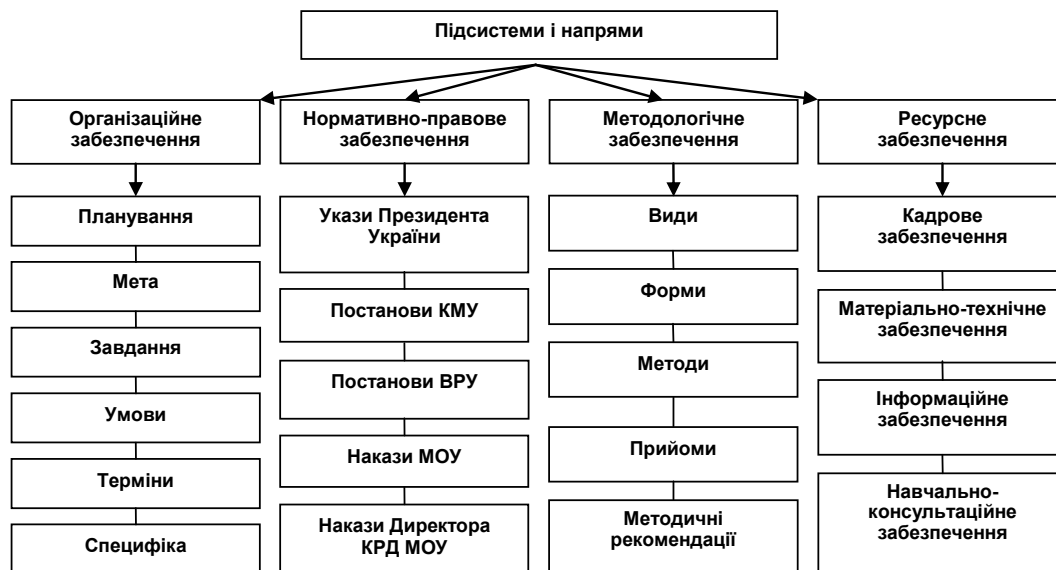 Підсистеми і напрями
Організаційне
забезпечення
Нормативно-правове
забезпечення
Методологічне
забезпечення
Ресурсне
забезпечення
Планування
Мета
Завдання
Умови
Терміни
Специфіка
Укази Президента
України
Постанови КМУ
Постанови ВРУ
Накази МОУ
Накази Директора
КРД МОУ
Види
Форми
Методи
Прийоми
Методичні
рекомендації
Кадрове
забезпечення
Матеріально-технічне
забезпечення
Інформаційне
забезпечення
Навчально-
консультаційне
забезпечення